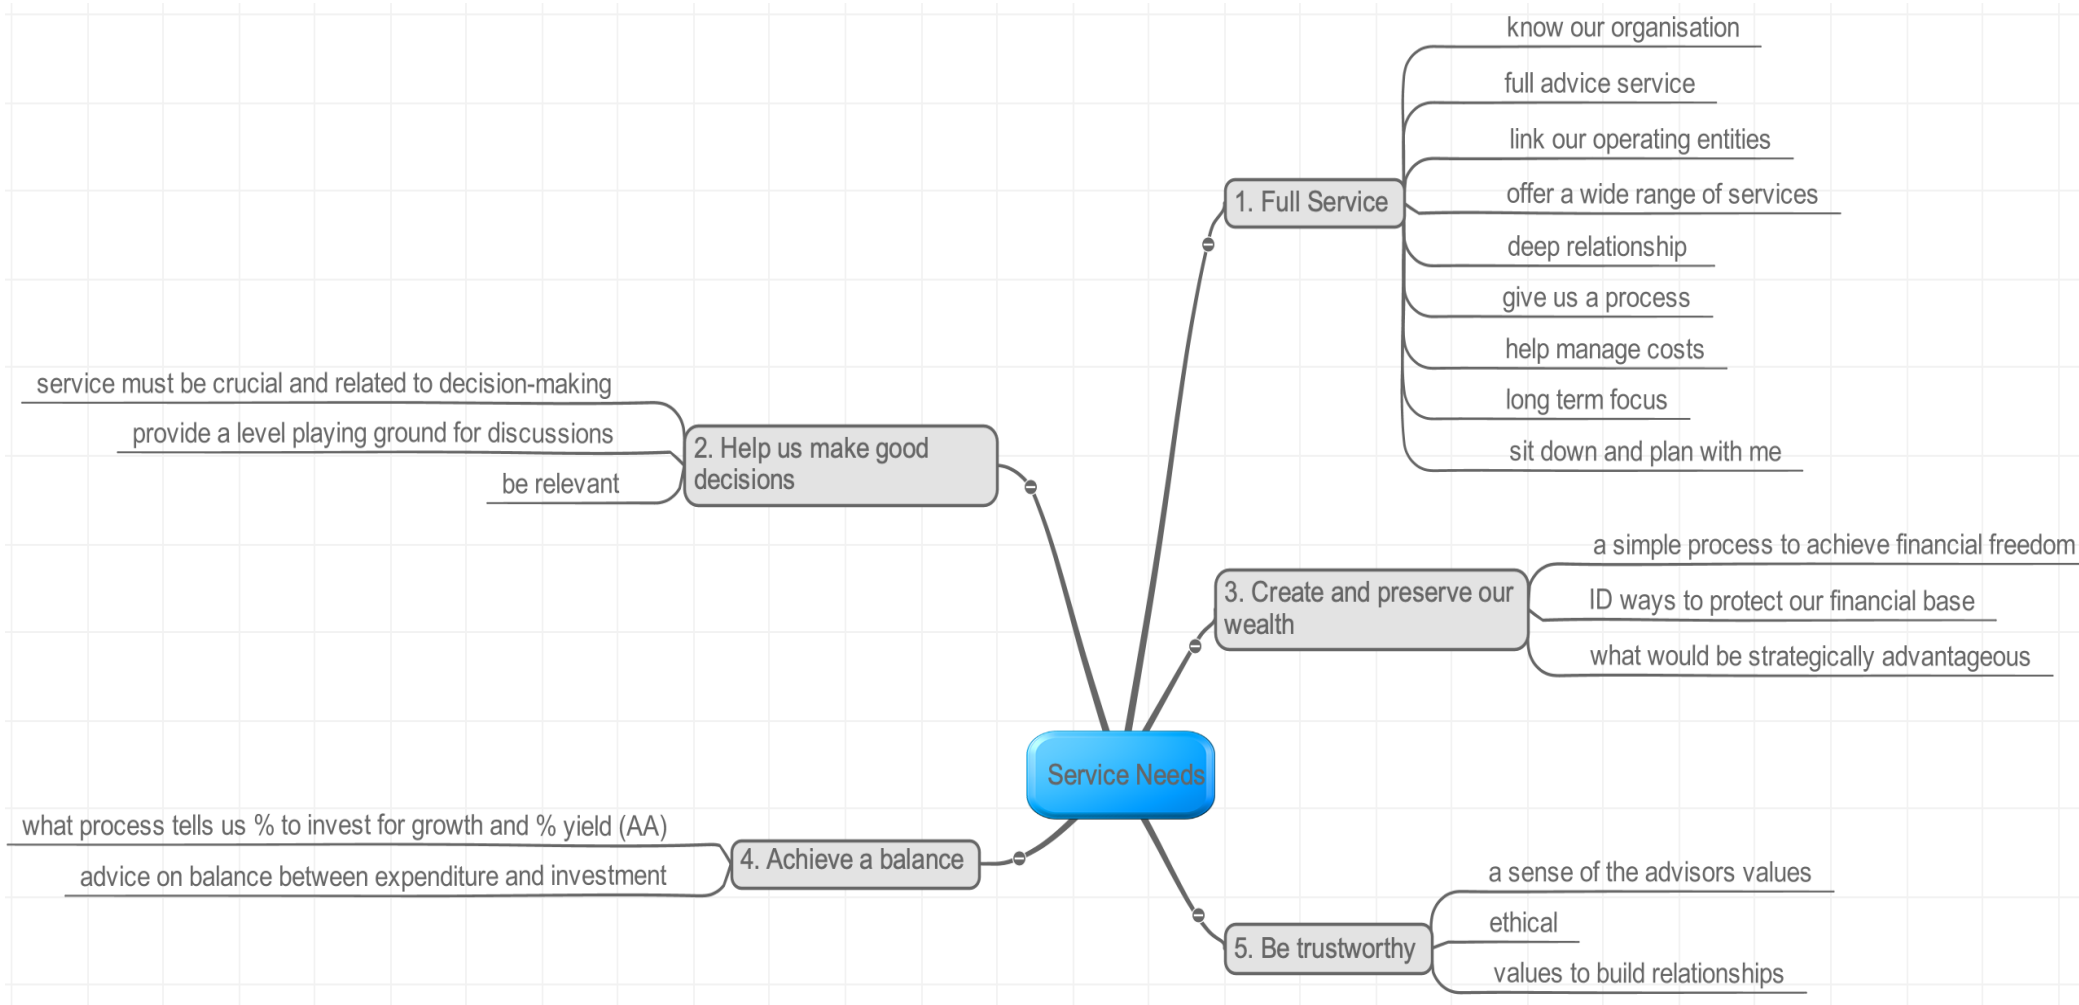 know our organisation
full advice service
link our operating entities
1. Full Service
offer a wide range of services
deep relationship
give us a process
help manage costs
long term focus
sit down and plan with me
service must be crucial and related to decision-making
provide a level playing ground for discussions
be relevant
2. Help us make good
decisions
a simple process to achieve financial freedom
ID ways to protect our financial base
what would be strategically advantageous
3. Create and preserve our
wealth
Service Needs
what process tells us % to invest for growth and % yield (AA)
advice on balance between expenditure and investment
4. Achieve a balance
a sense of the advisors values
ethical
values to build relationships
5. Be trustworthy